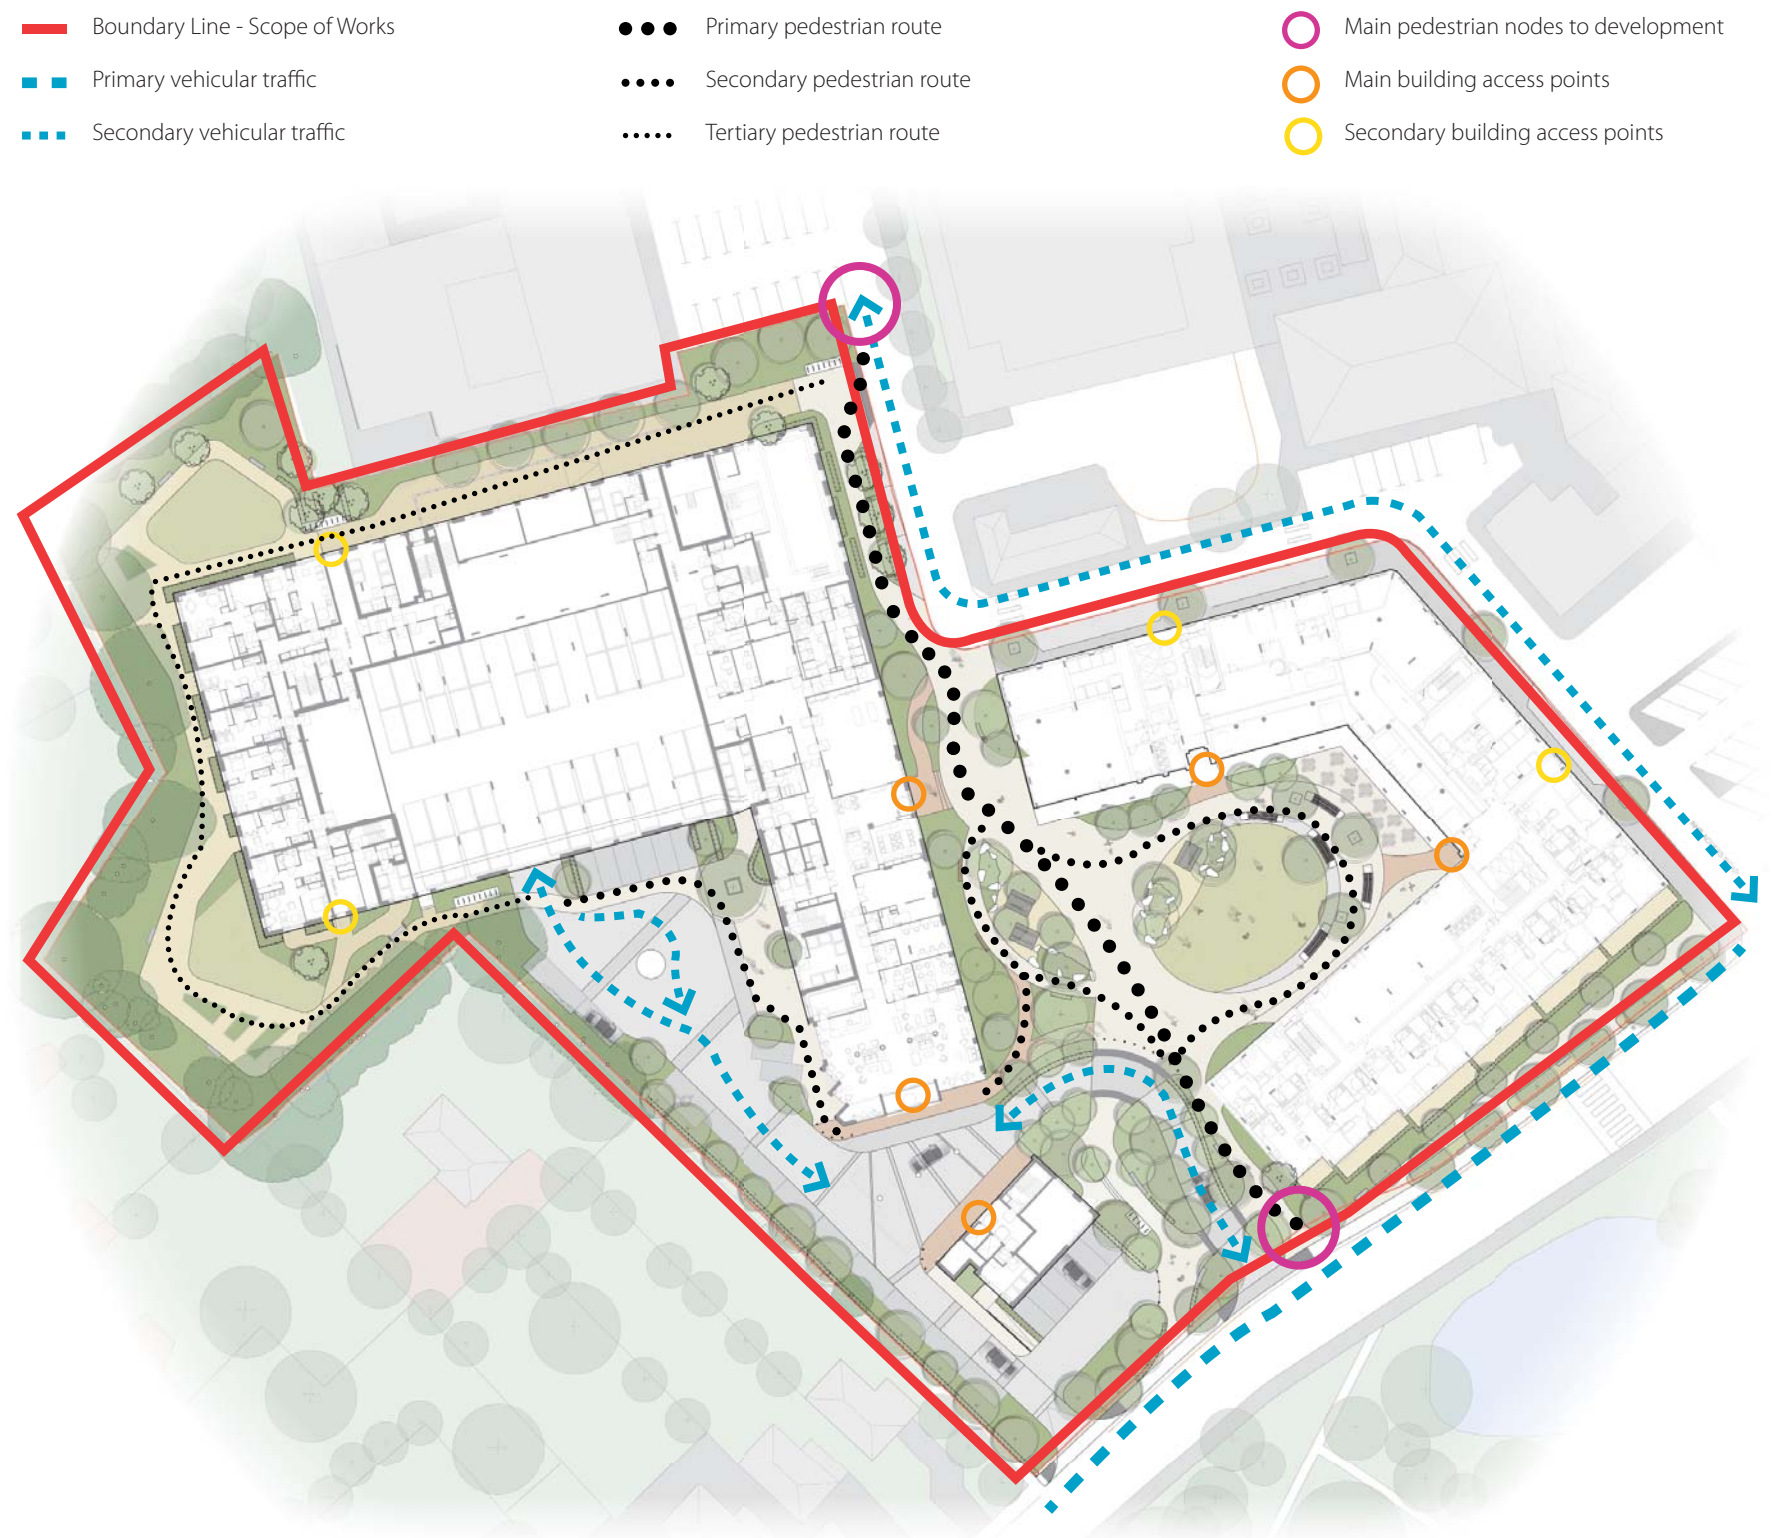 Boundary Line - Scope of Works
Primary vehicular traffic
Secondary vehicular traffic
Primary pedestrian route
Secondary pedestrian route
Tertiary pedestrian route
Main pedestrian nodes to development
Main building access points
Secondary building access points